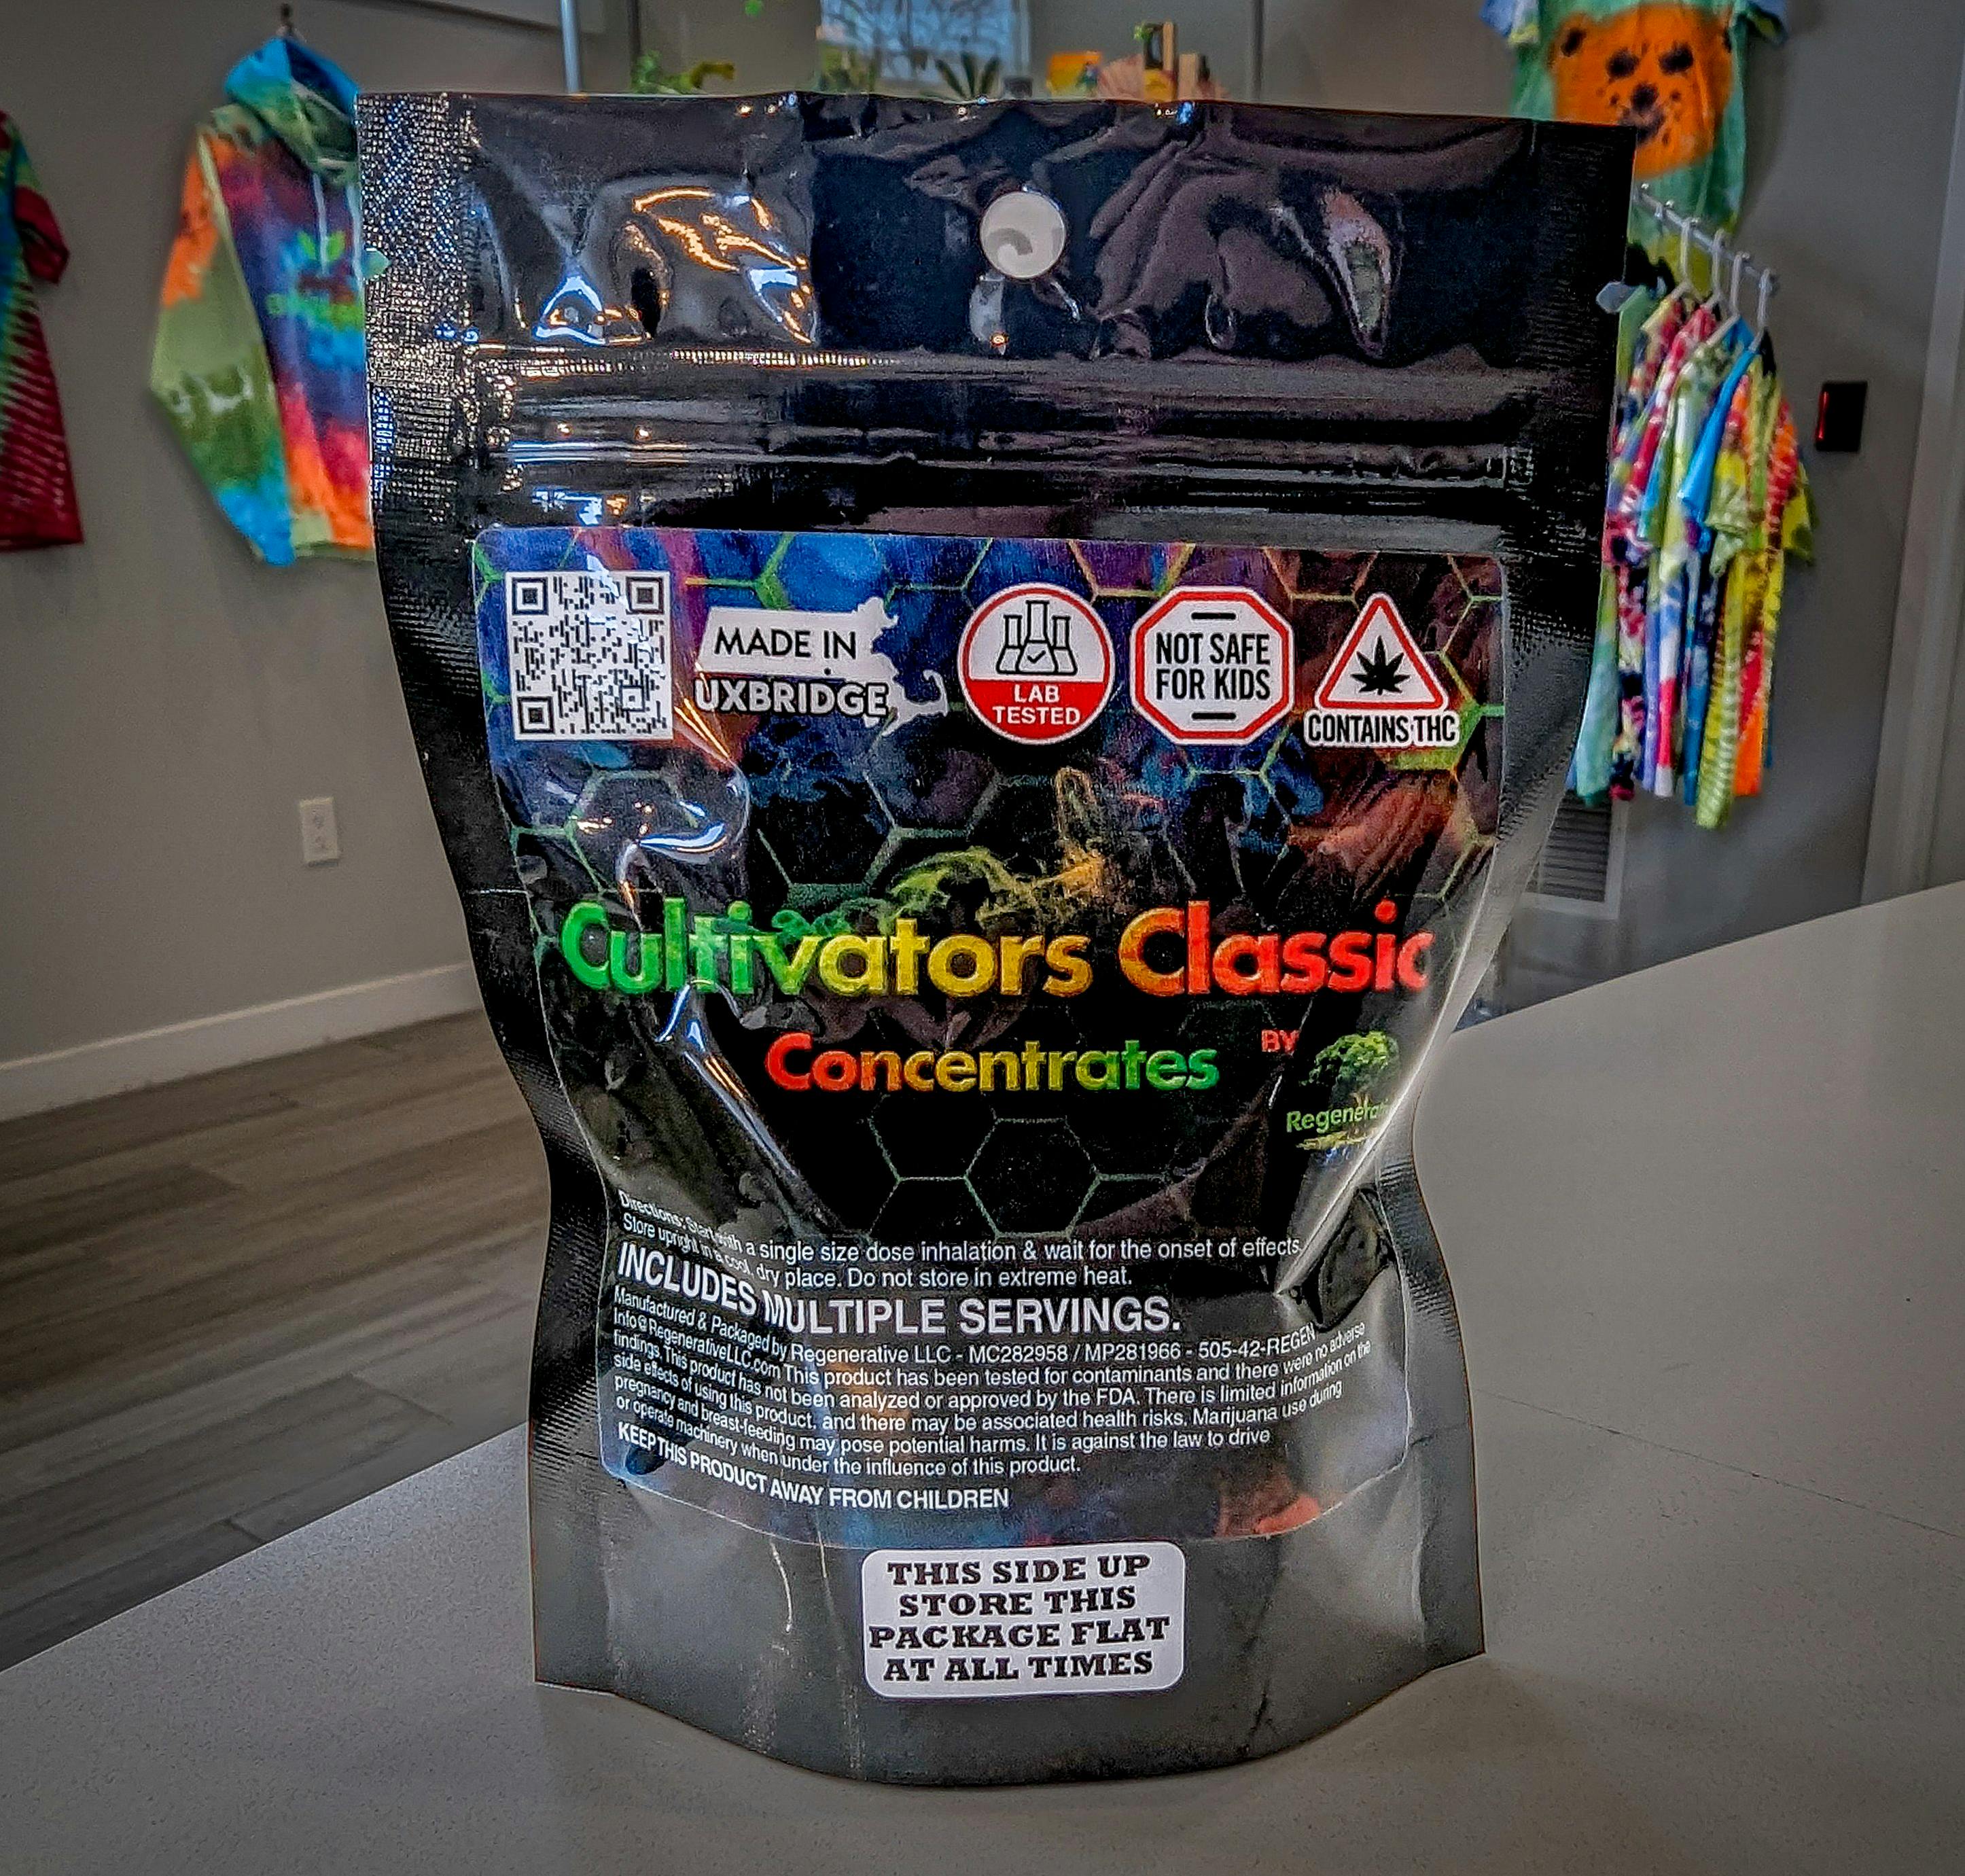 MADE IN
UXBRIDGE
LAB
TESTED
NOT SAFE
FOR KIDS
CONTAINS THC
Cultivators Classic
Concentrates
BY
Directions: Start with a single size dose inhalation & wait for the onset of effects.
Store upright in a cool, dry place. Do not store in extreme heat.
INCLUDES MULTIPLE SERVINGS.
Manufactured & Packaged by Regenerative LLC - MC282958 / MP281966 - 505-42-REGEN
Info@RegenerativeLLC.com This product has been tested for contaminants and there were no adverse
findings. This product has not been analyzed or approved by the FDA. There is limited information on the
side effects of using this product, and there may be associated health risks. Marijuana use during
pregnancy and breast-feeding may pose potential harms. It is against the law to drive
or operate machinery when under the influence of this product.
KEEP THIS PRODUCT AWAY FROM CHILDREN
THIS SIDE UP
STORE THIS
PACKAGE FLAT
AT ALL TIMES